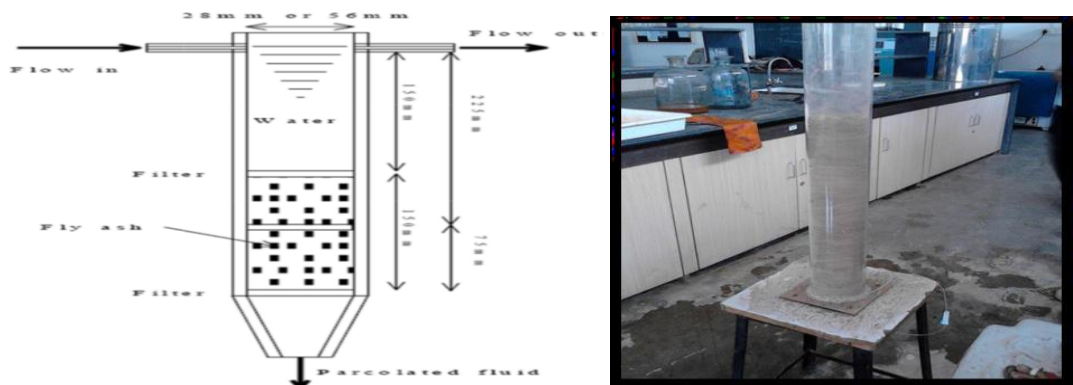 28mm or 56mm
Flow out
Flow in
150mm
225mm
Water
Filter
150mm
Fly ash
75mm
Filter
Parcolated fluid